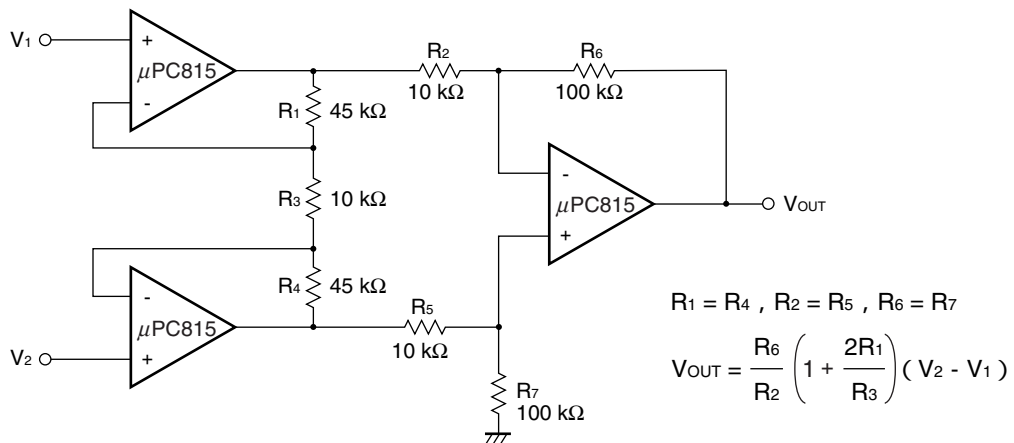 V1
+
μPC815
-
R1
45 kΩ
R2
10 kΩ
R6
100 kΩ
R3
10 kΩ
-
μPC815
+
VOUT
-
μPC815
+
V2
R4
45 kΩ
R5
10 kΩ
R7
100 kΩ
R1 = R4 , R2 = R5 , R6 = R7
VOUT = R6/R2 (1 + 2R1/R3) ( V2 - V1 )